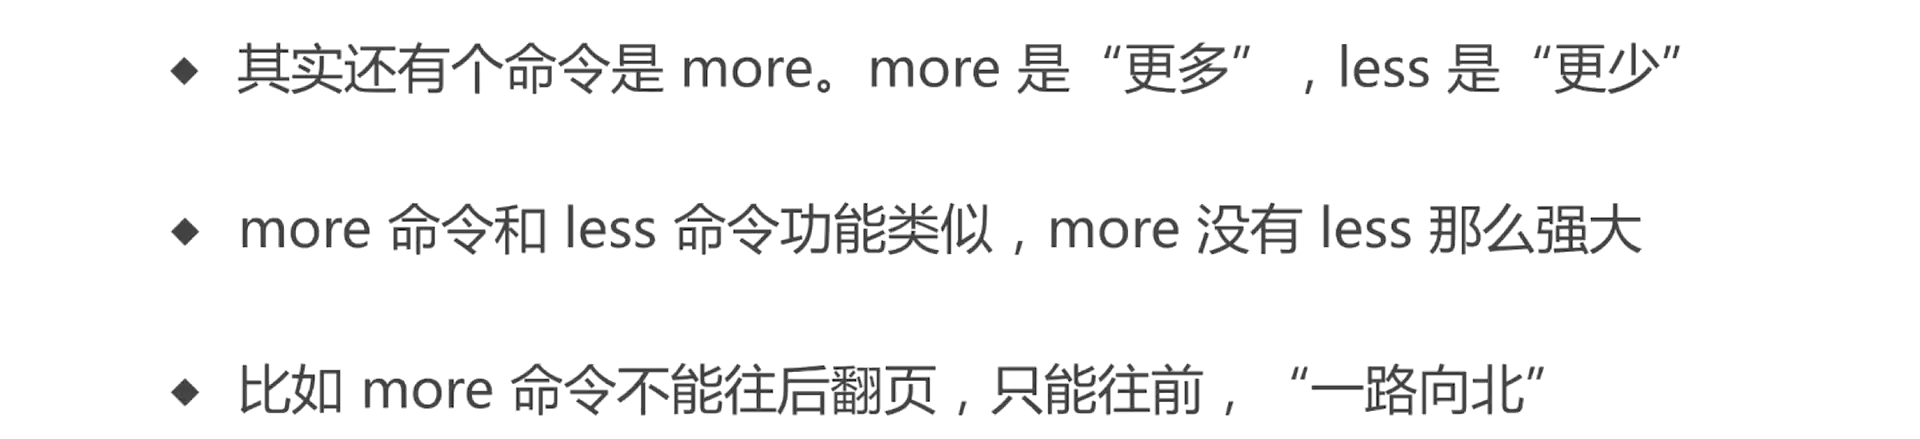 ◆ 其实还有个命令是 more。more 是“更多”，less 是“更少”
◆ more 命令和 less 命令功能类似，more 没有 less 那么强大
◆ 比如 more 命令不能往后翻页，只能往前，“一路向北”